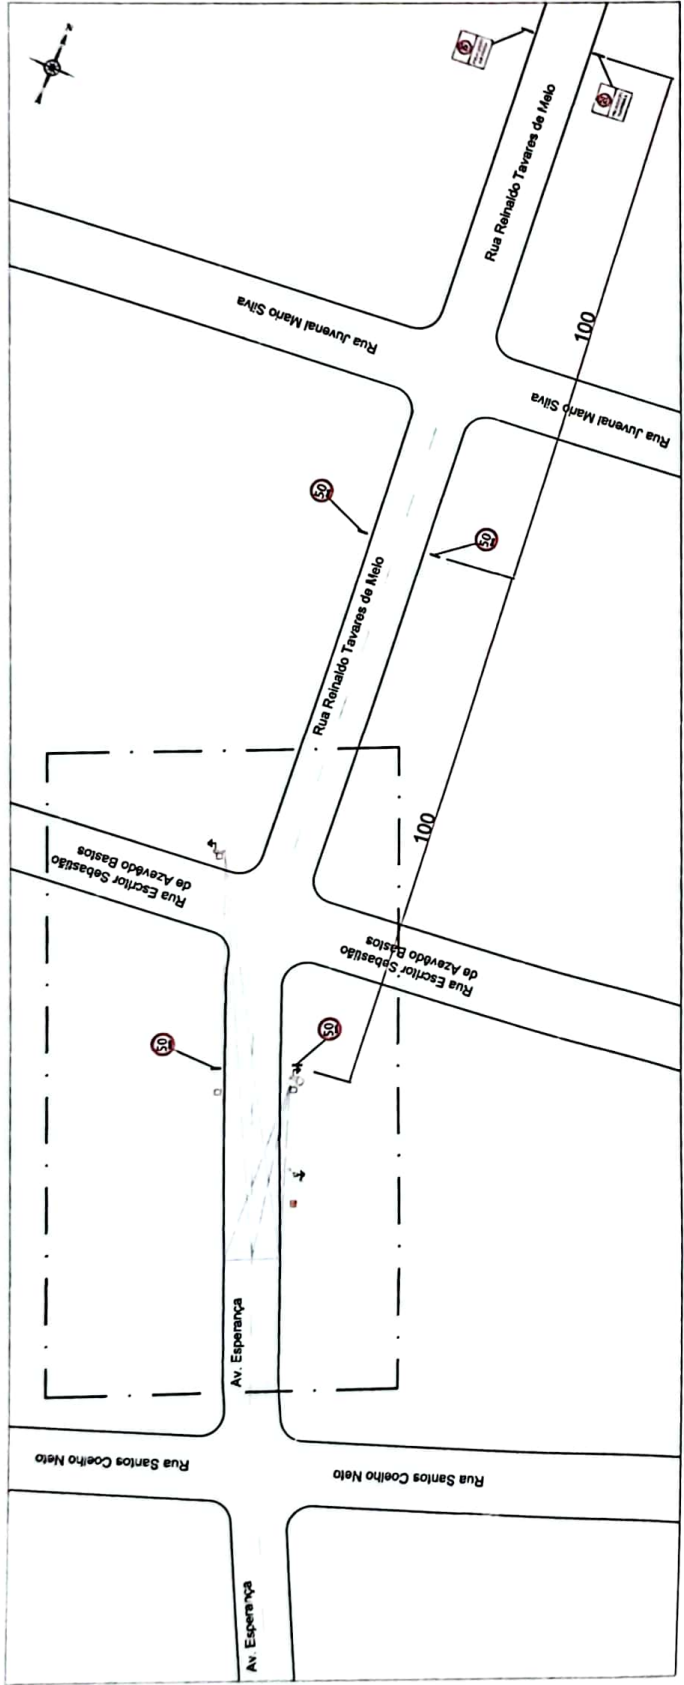 N
Rua Reinaldo Tavares de Melo
Rua Juvenal Mario Silva
100
Rua Juvenal Mario Silva
50
50
Rua Reinaldo Tavares de Melo
100
Rua Escritor Sebastião
de Azevêdo Bastos
Rua Escritor Sebastião
de Azevêdo Bastos
50
50
Av. Esperança
Rua Santos Coelho Neto
Rua Santos Coelho Neto
Av. Esperança